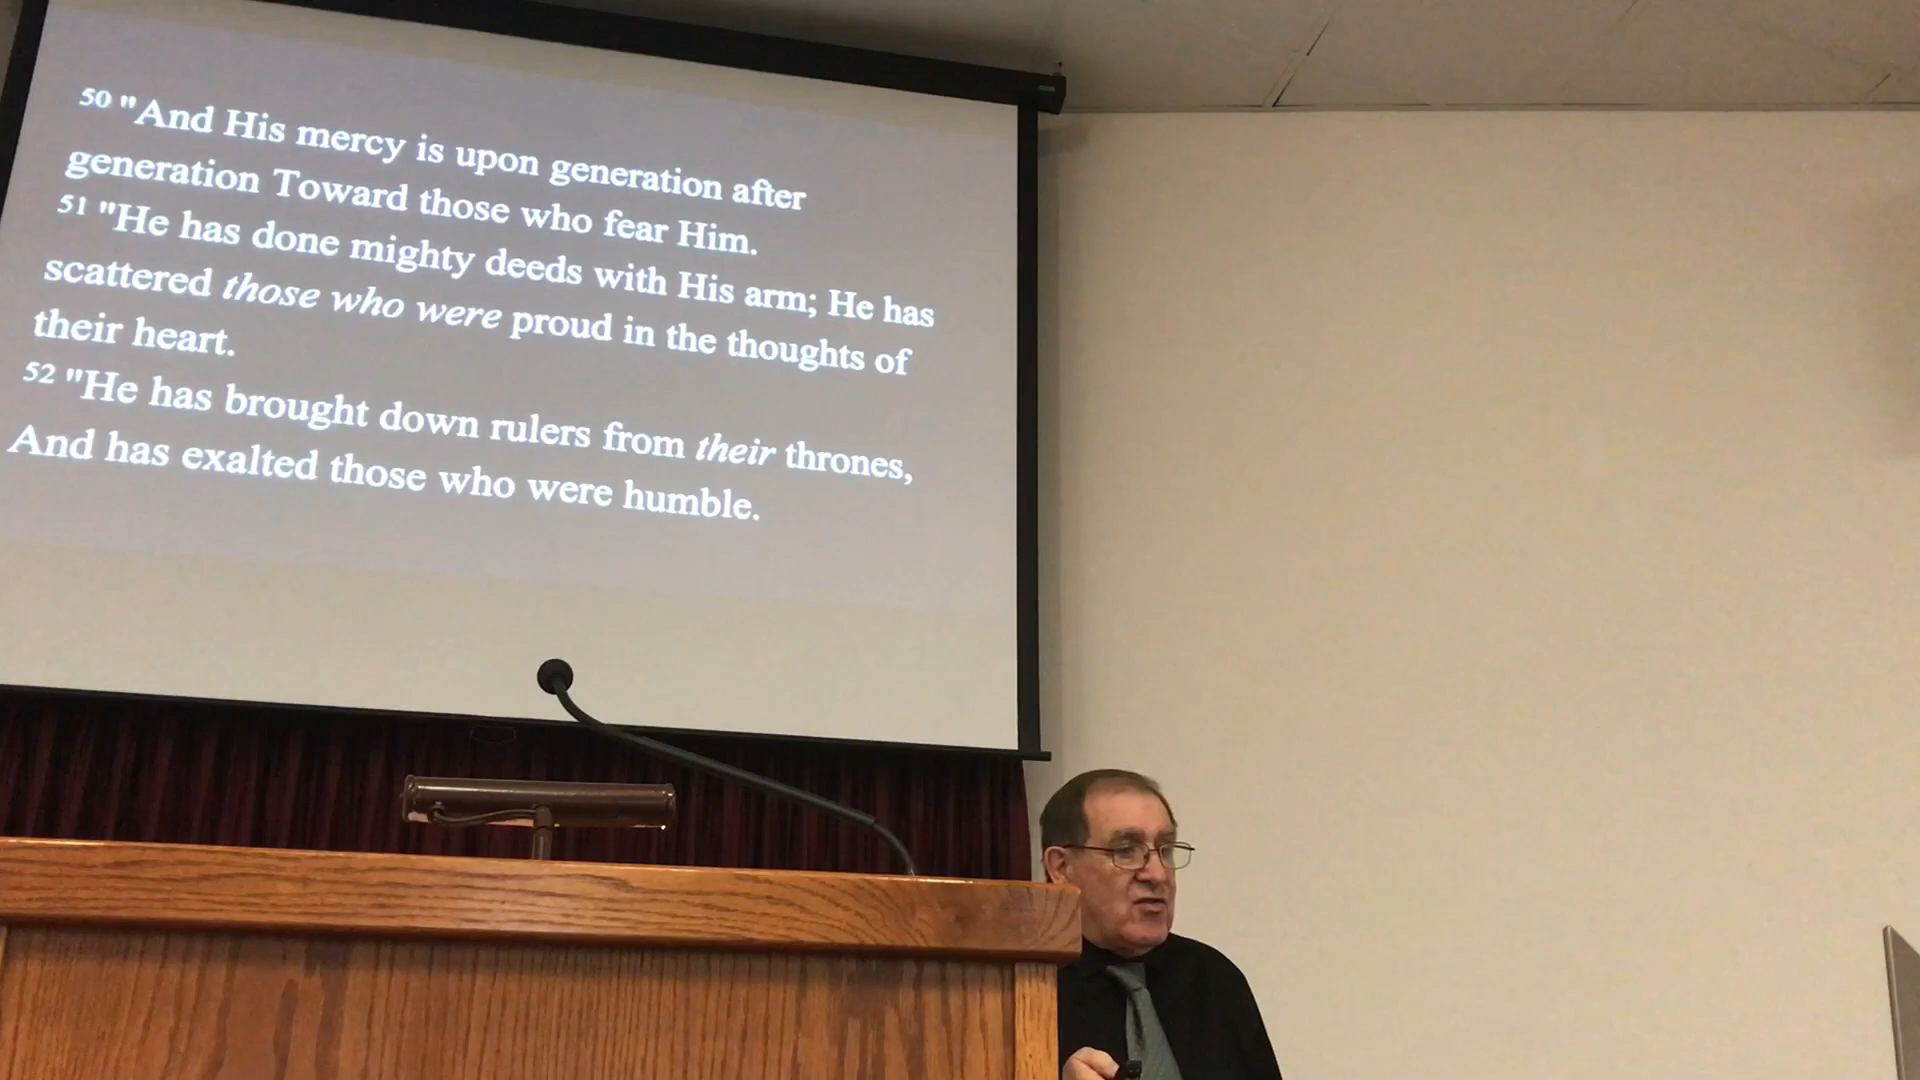 50 "And His mercy is upon generation after
generation Toward those who fear Him.
51 "He has done mighty deeds with His arm; He has
scattered those who were proud in the thoughts of
their heart.
52 "He has brought down rulers from their thrones,
And has exalted those who were humble.